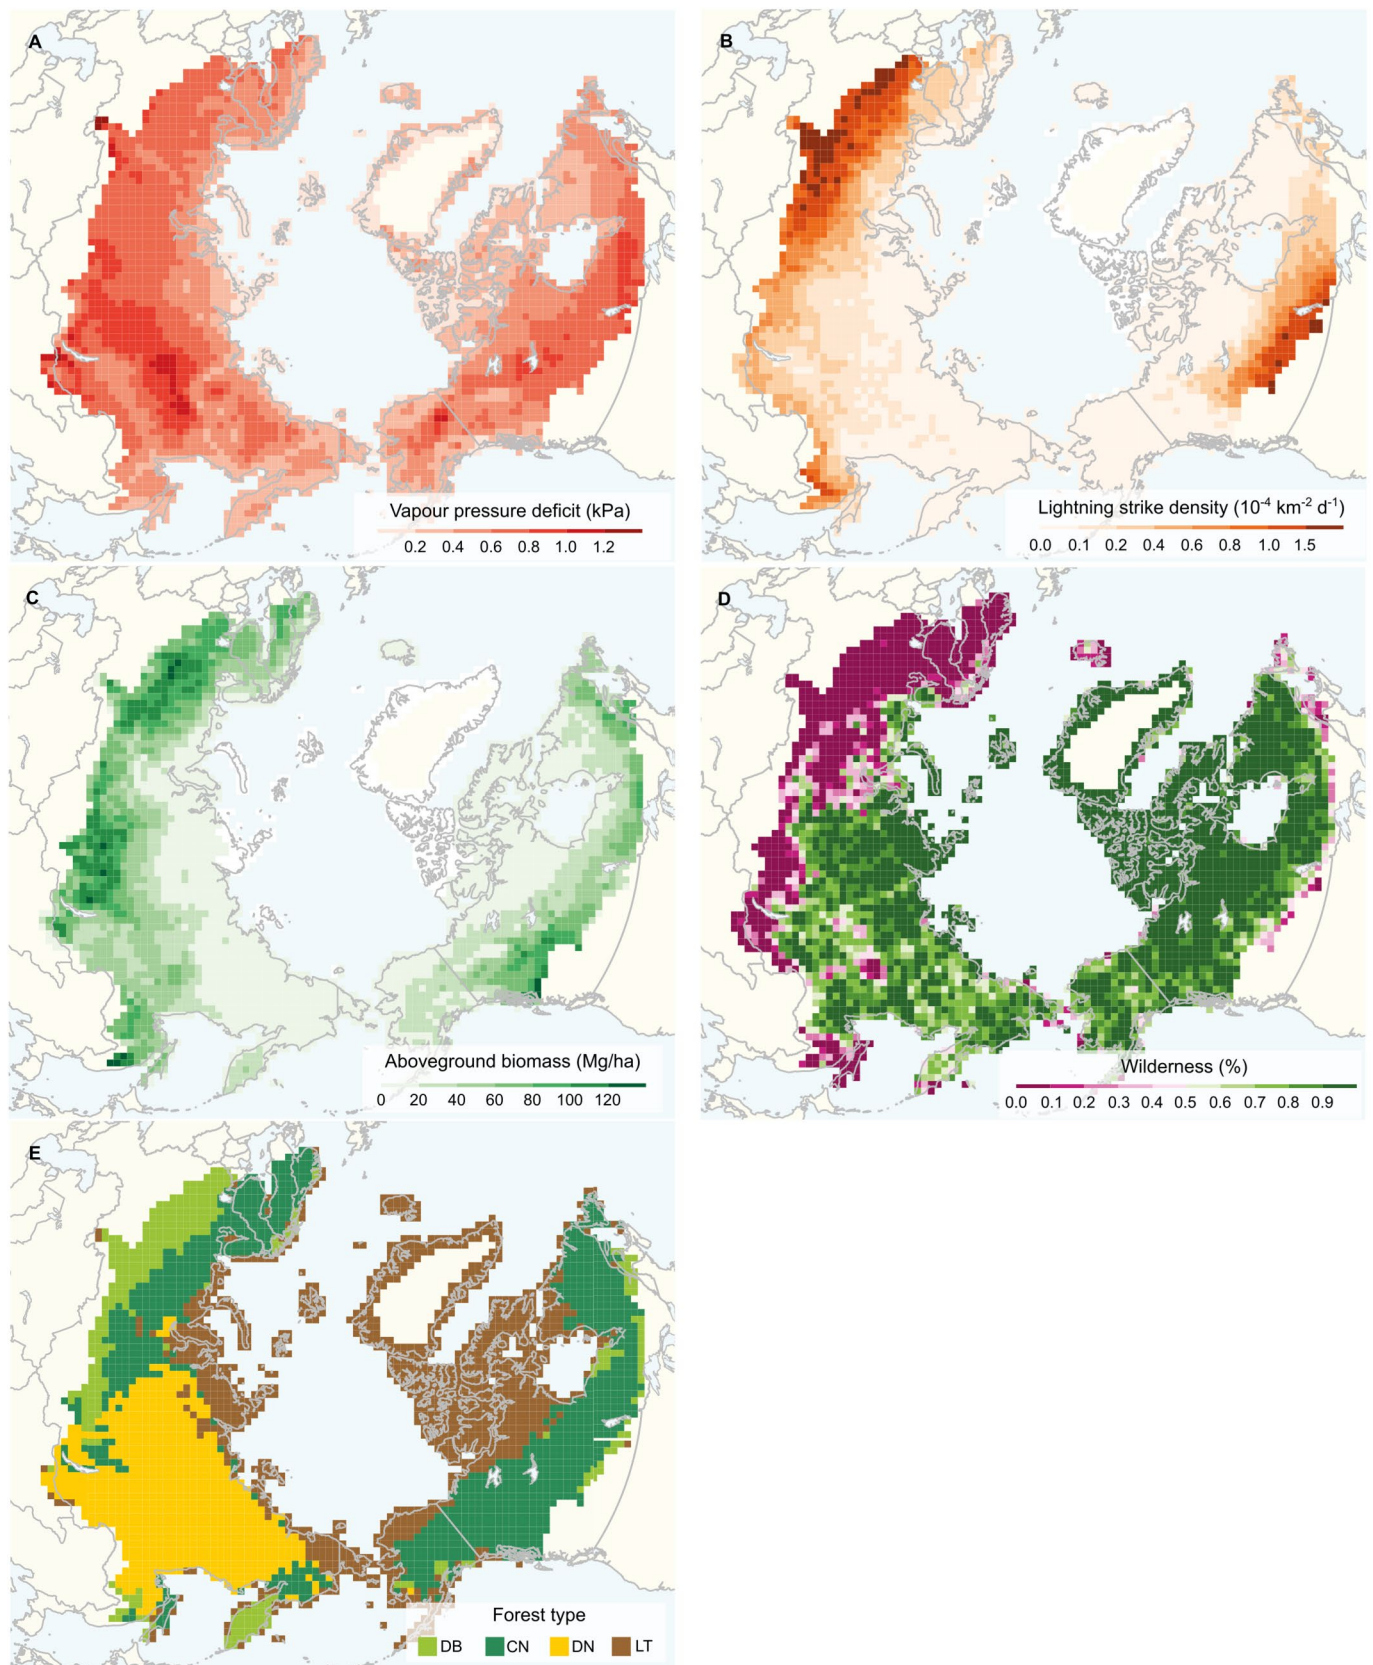 A
B
Vapour pressure deficit (kPa)
0.2 0.4 0.6 0.8 1.0 1.2
Lightning strike density (10⁻⁴ km⁻² d⁻¹)
0.0 0.1 0.2 0.4 0.6 0.8 1.0 1.5
C
D
Aboveground biomass (Mg/ha)
0 20 40 60 80 100 120
Wilderness (%)
0.0 0.1 0.2 0.3 0.4 0.5 0.6 0.7 0.8 0.9
E
Forest type
DB CN DN LT